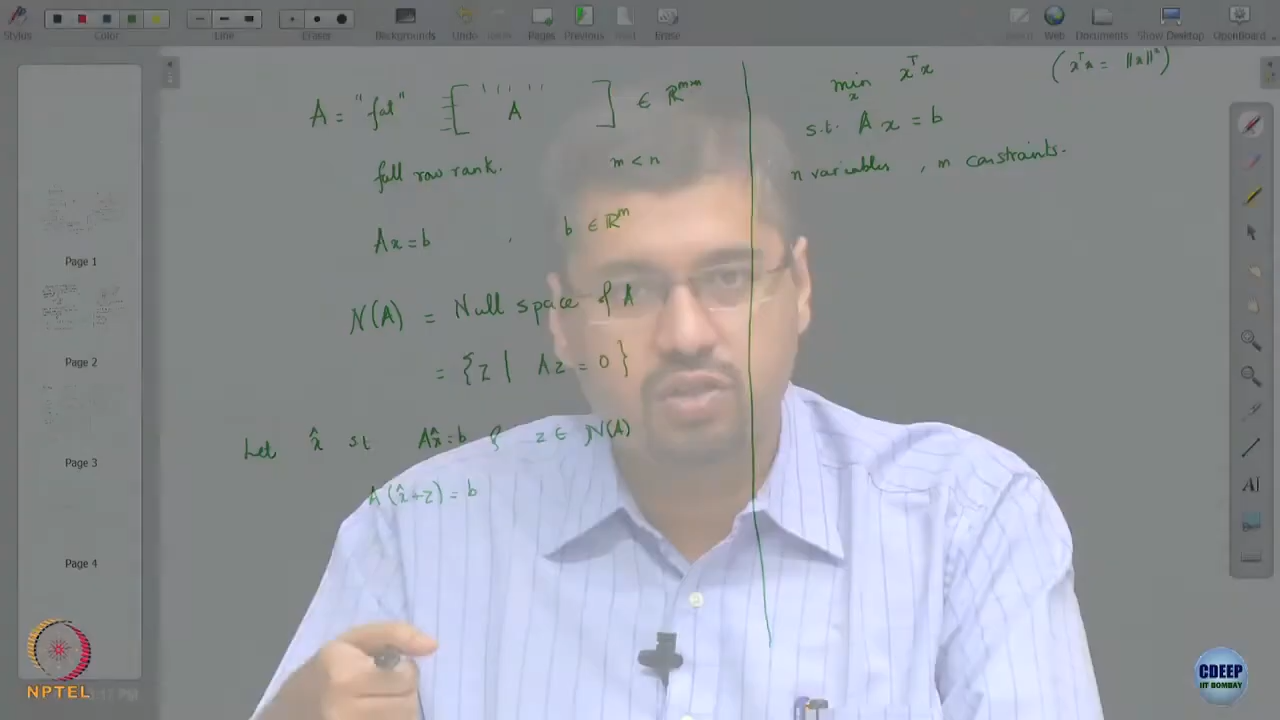 Stylus
Color
Line
Eraser
Backgrounds
Undo
Pages
Previous
Erase
Web
Documents
Show Desktop
OpenBoard
A = "fat" [ A ] ∈ ℝ^{m×n}
full row rank. m < n
Ax = b , b ∈ ℝ^m
N(A) = Null space of A
= {z | Az = 0}
Let x̂ st Ax̂ = b & z ∈ N(A)
A(x̂+z) = b
min x^T x (x^T x = ||x||²)
x
s.t. Ax = b
n variables , m constraints.
Page 1
Page 2
Page 3
Page 4
AI
NPTEL
CDEEP
IIT BOMBAY